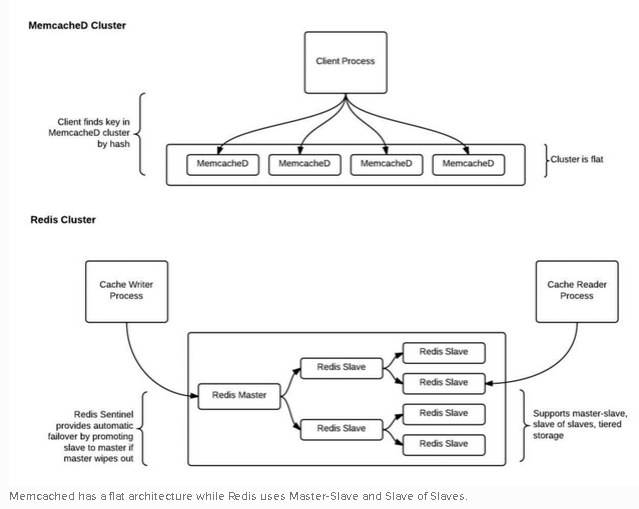 MemcacheD Cluster
Client Process
Client finds key in
MemcacheD cluster
by hash
MemcacheD
MemcacheD
MemcacheD
MemcacheD
Cluster is flat
Redis Cluster
Cache Writer
Process
Cache Reader
Process
Redis Master
Redis Slave
Redis Slave
Redis Slave
Redis Slave
Redis Slave
Redis Slave
Redis Sentinel
provides automatic
failover by promoting
slave to master if
master wipes out
Supports master-slave,
slave of slaves, tiered
storage
Memcached has a flat architecture while Redis uses Master-Slave and Slave of Slaves.